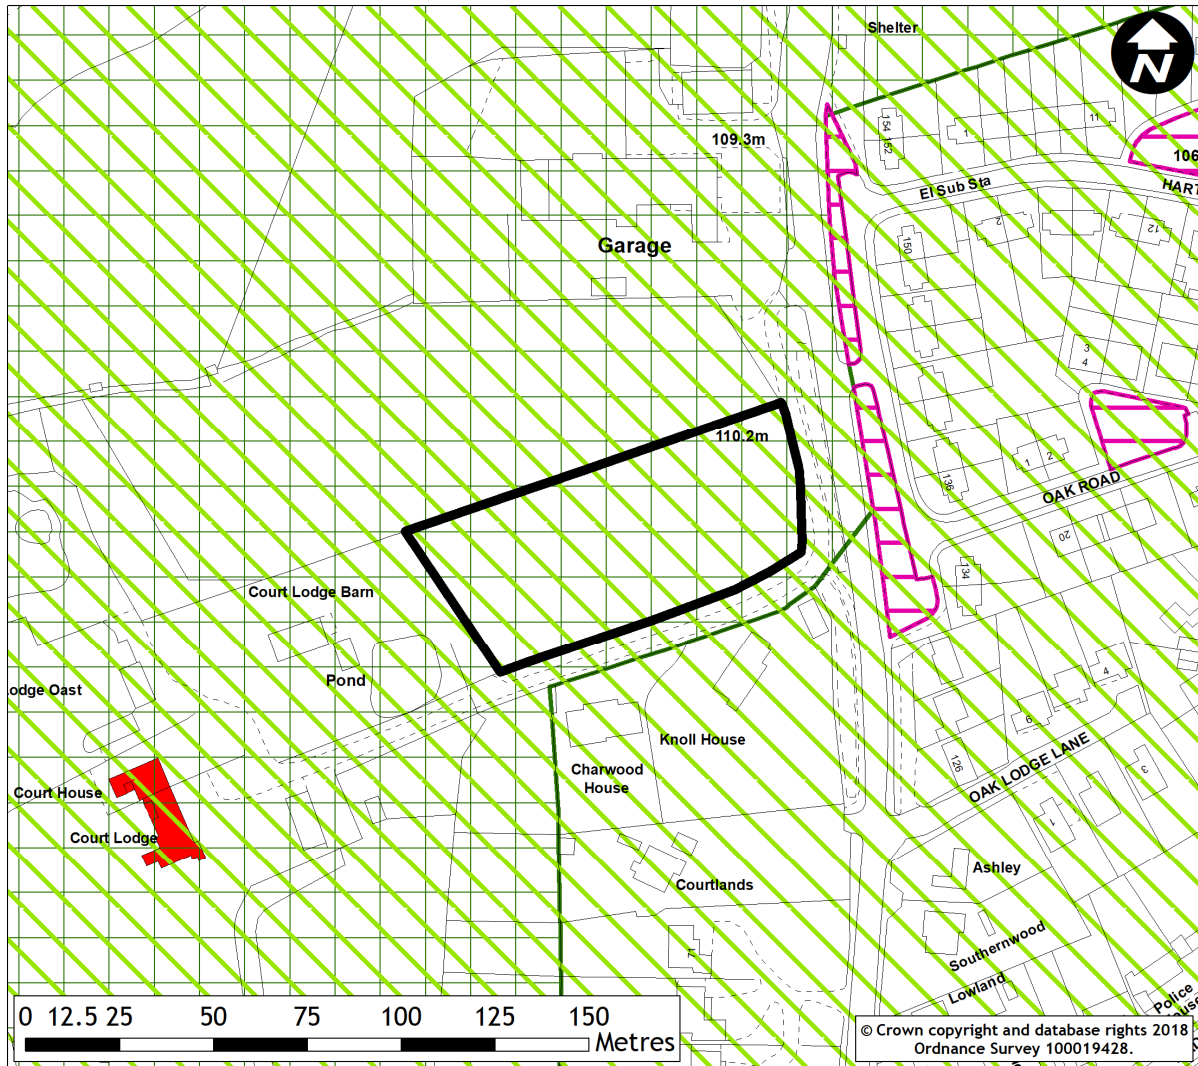 Shelter
N
154 152
1
11
109.3m
106
El Sub Sta
HART
2
12
150
Garage
3
4
110.2m
1
2
136
OAK ROAD
20
134
Court Lodge Barn
Pond
odge Oast
4
6
Knoll House
126
OAK LODGE LANE
3
Charwood
House
1
Court House
Court Lodge
Courtlands
Ashley
Southernwood
Lowland
Police
0 12.5 25 50 75 100 125 150
Metres
© Crown copyright and database rights 2018
Ordnance Survey 100019428.